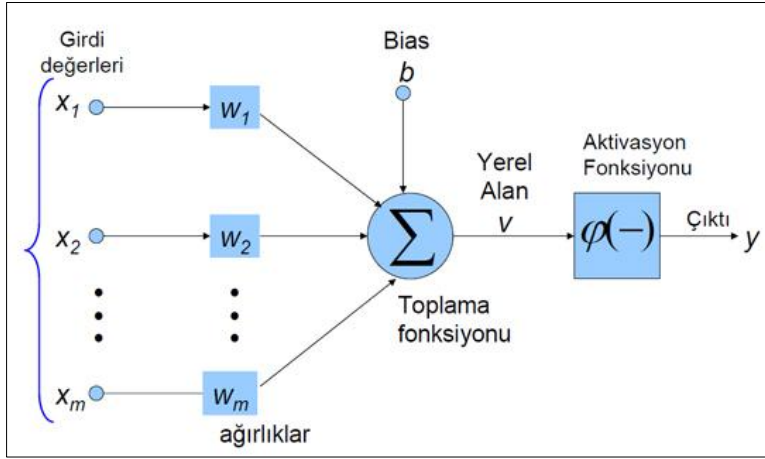 Girdi
değerleri
Bias
b
x1
w1
Yerel
Alan
v
Aktivasyon
Fonksiyonu
x2
w2
∑
φ(−)
Çıktı
y
Toplama
fonksiyonu
xm
wm
ağırlıklar